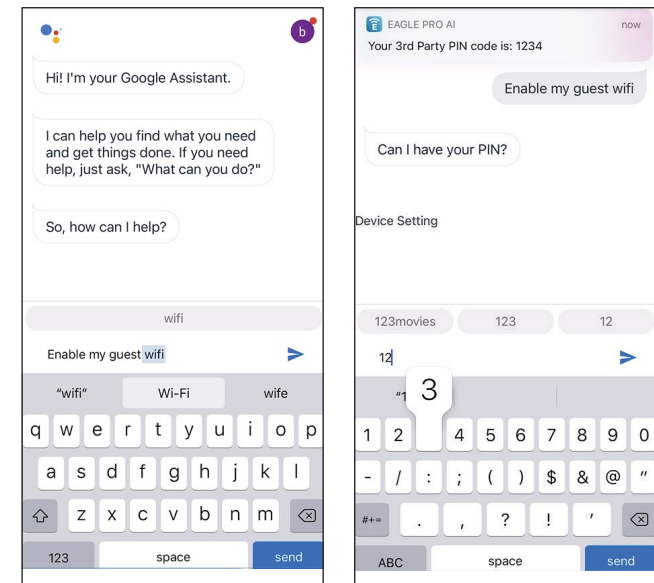 b
Hi! I'm your Google Assistant.
I can help you find what you need
and get things done. If you need
help, just ask, "What can you do?"
So, how can I help?
wifi
Enable my guest wifi
"wifi" Wi-Fi wife
q w e r t y u i o p
a s d f g h j k l
z x c v b n m
123 space send
EAGLE PRO AI now
Your 3rd Party PIN code is: 1234
Enable my guest wifi
Can I have your PIN?
Device Setting
123movies 123 12
12
"1
3
1 2 4 5 6 7 8 9 0
- / : ; ( ) $ & @ "
#+= . , ? ! '
ABC space send